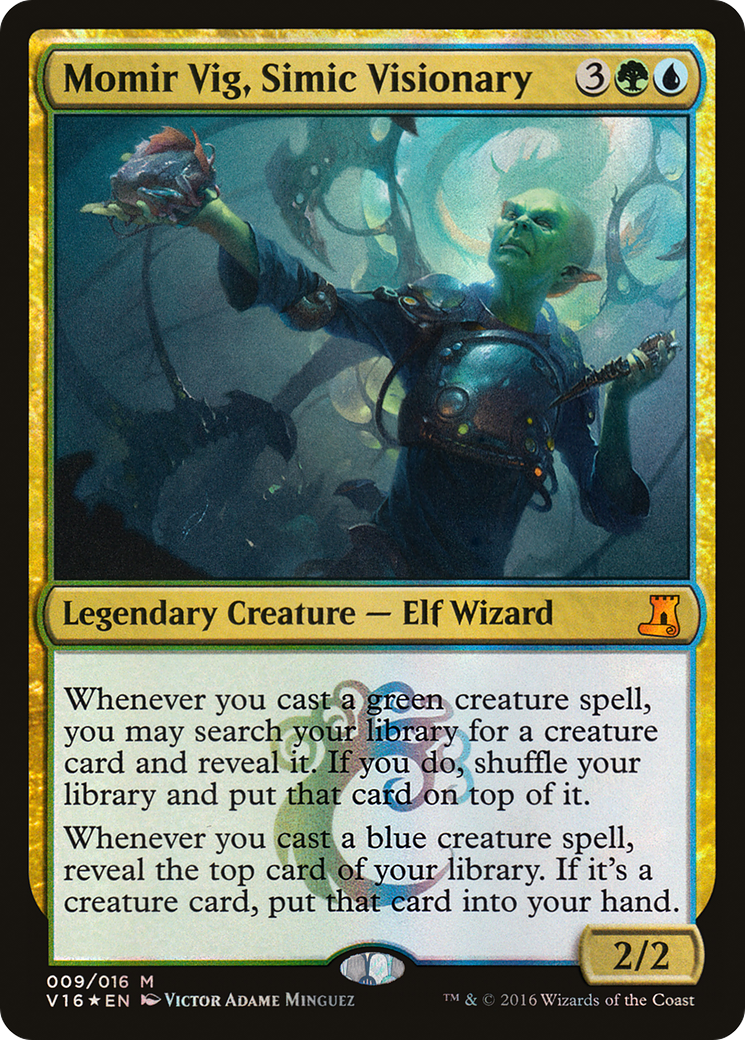 Momir Vig, Simic Visionary 3
Legendary Creature — Elf Wizard
Whenever you cast a green creature spell,
you may search your library for a creature
card and reveal it. If you do, shuffle your
library and put that card on top of it.
Whenever you cast a blue creature spell,
reveal the top card of your library. If it's a
creature card, put that card into your hand.
2/2
009/016 M
V16★EN Victor Adame Minguez
™ & © 2016 Wizards of the Coast